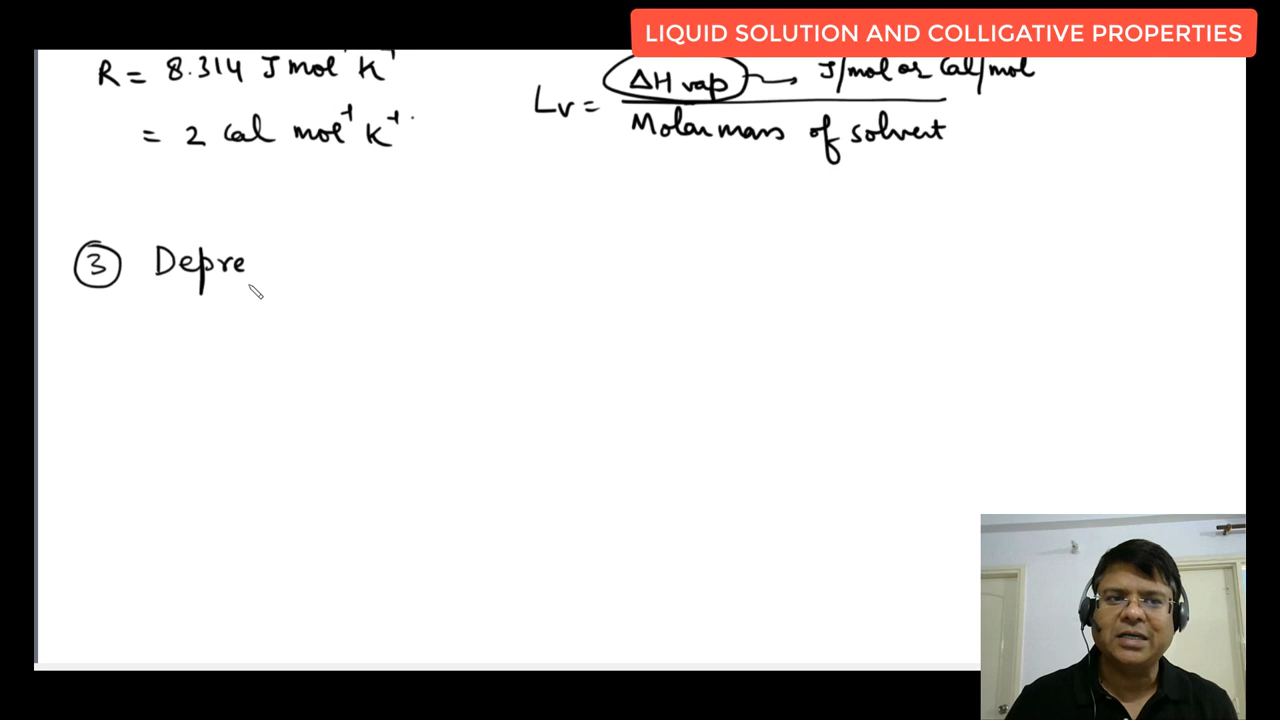 LIQUID SOLUTION AND COLLIGATIVE PROPERTIES
R = 8.314 J mol⁻¹ K⁻¹
= 2 Cal mol⁻¹ K⁻¹.
Lv = ΔH vap → J/mol or Cal/mol
Molar mass of solvent
③ Depre